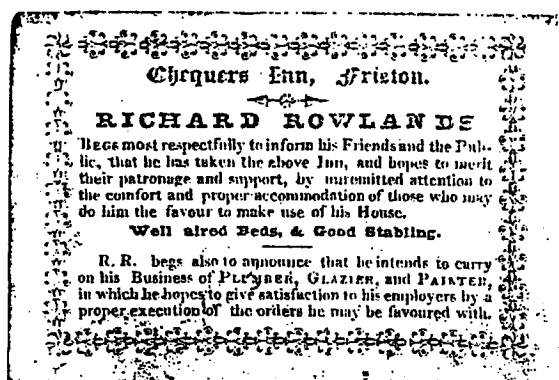 Chequers Inn, Friston.
RICHARD ROWLANDS
BEGS most respectfully to inform his Friends and the Pub-
lic, that he has taken the above Inn, and hopes to merit
their patronage and support, by unremitted attention to
the comfort and proper accommodation of those who may
do him the favour to make use of his House.
Well aired Beds, & Good Stabling.
R. R. begs also to announce that he intends to carry
on his Business of PLUMBER, GLAZIER, and PAINTER,
in which he hopes to give satisfaction to his employers by a
proper execution of the orders he may be favoured with.